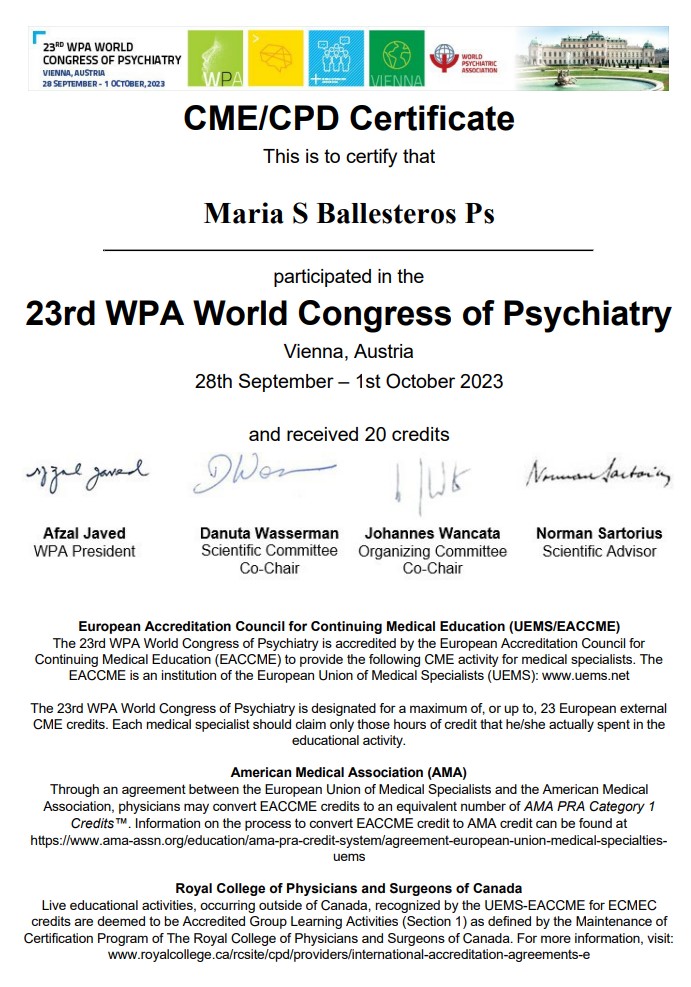 23RD WPA WORLD
CONGRESS OF PSYCHIATRY
VIENNA, AUSTRIA
28 SEPTEMBER - 1 OCTOBER, 2023
WPA
VIENNA
WORLD
PSYCHIATRIC
ASSOCIATION
CME/CPD Certificate
This is to certify that
Maria S Ballesteros Ps
participated in the
23rd WPA World Congress of Psychiatry
Vienna, Austria
28th September – 1st October 2023
and received 20 credits
Afzal Javed
Norman Sartorius
Afzal Javed
WPA President
Danuta Wasserman
Scientific Committee
Co-Chair
Johannes Wancata
Organizing Committee
Co-Chair
Norman Sartorius
Scientific Advisor
European Accreditation Council for Continuing Medical Education (UEMS/EACCME)
The 23rd WPA World Congress of Psychiatry is accredited by the European Accreditation Council for
Continuing Medical Education (EACCME) to provide the following CME activity for medical specialists. The
EACCME is an institution of the European Union of Medical Specialists (UEMS): www.uems.net
The 23rd WPA World Congress of Psychiatry is designated for a maximum of, or up to, 23 European external
CME credits. Each medical specialist should claim only those hours of credit that he/she actually spent in the
educational activity.
American Medical Association (AMA)
Through an agreement between the European Union of Medical Specialists and the American Medical
Association, physicians may convert EACCME credits to an equivalent number of AMA PRA Category 1
Credits™. Information on the process to convert EACCME credit to AMA credit can be found at
https://www.ama-assn.org/education/ama-pra-credit-system/agreement-european-union-medical-specialties-
uems
Royal College of Physicians and Surgeons of Canada
Live educational activities, occurring outside of Canada, recognized by the UEMS-EACCME for ECMEC
credits are deemed to be Accredited Group Learning Activities (Section 1) as defined by the Maintenance of
Certification Program of The Royal College of Physicians and Surgeons of Canada. For more information, visit:
www.royalcollege.ca/rcsite/cpd/providers/international-accreditation-agreements-e